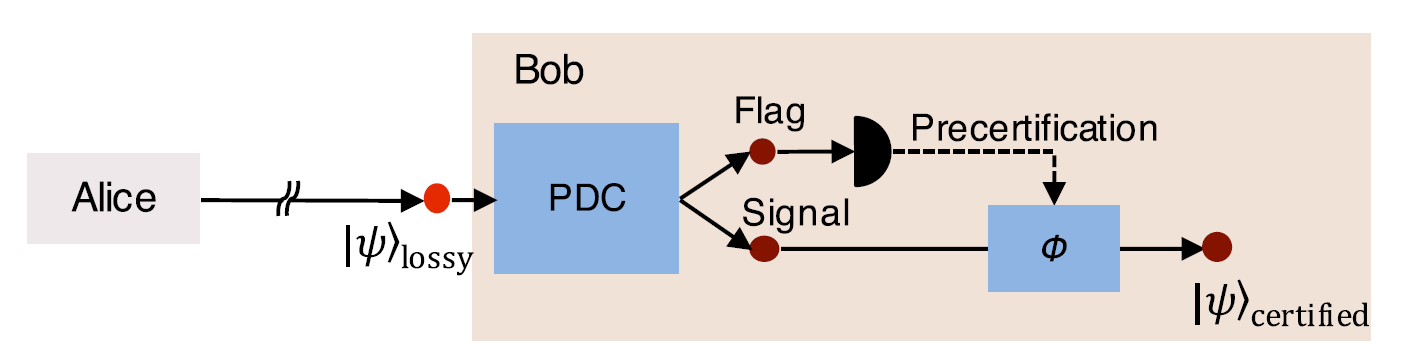 Bob
Flag
Precertification
Alice
PDC
Signal
|ψ⟩lossy
Φ
|ψ⟩certified